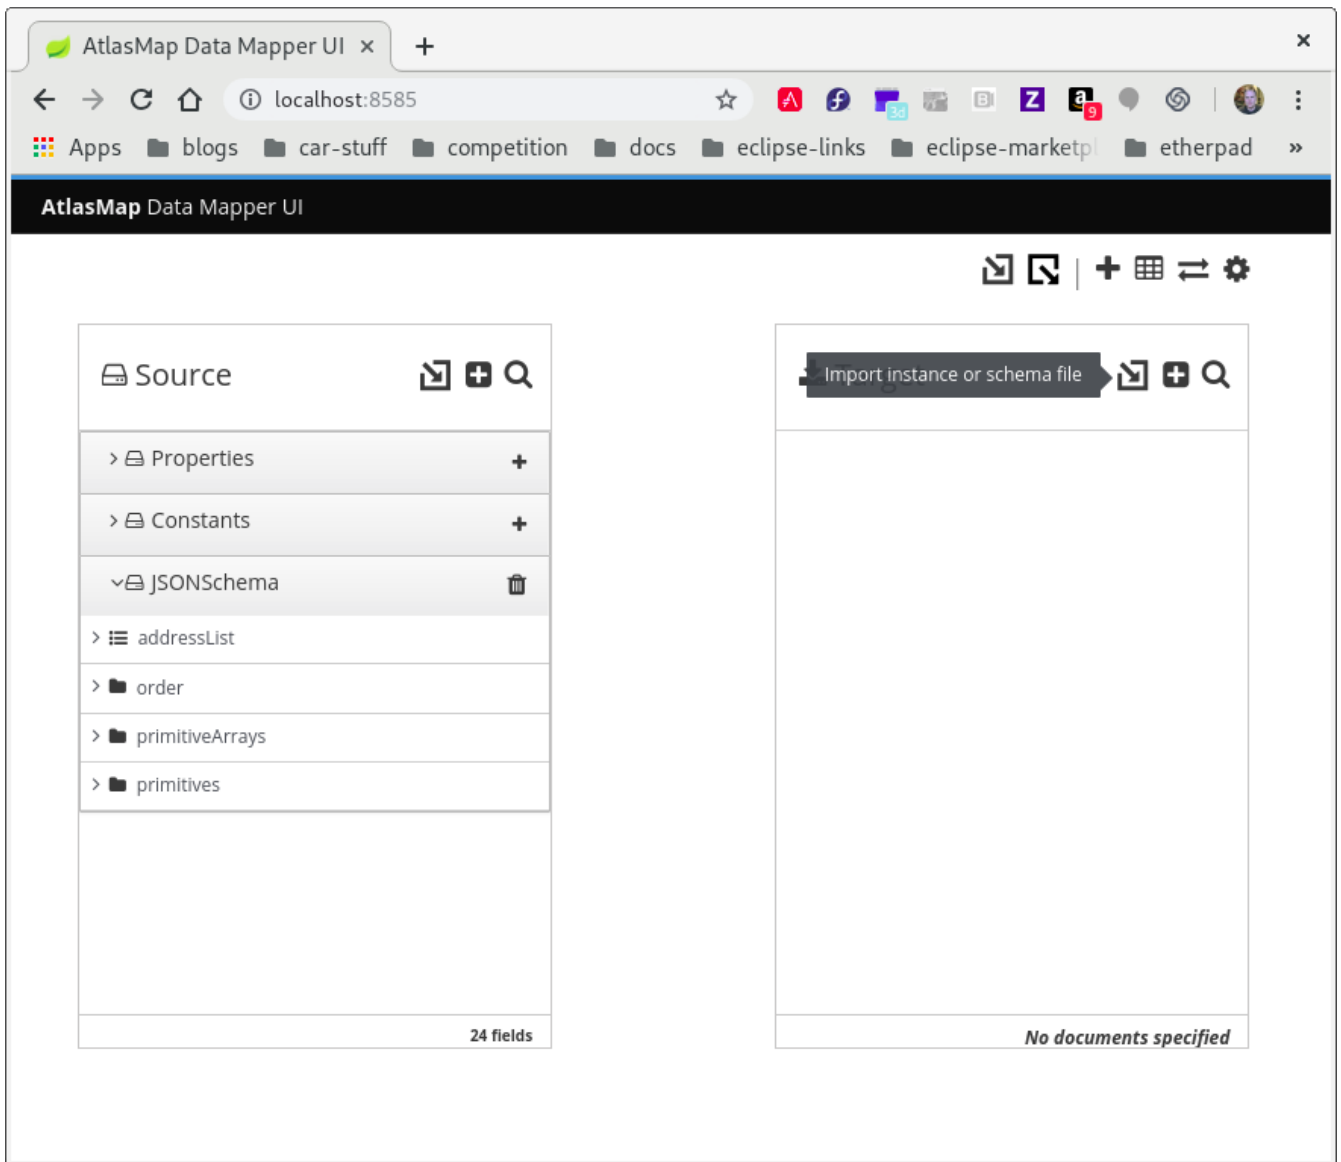 AtlasMap Data Mapper UI
localhost:8585
3d
B
Z
a
9
Apps blogs car-stuff competition docs eclipse-links eclipse-marketpl etherpad »
AtlasMap Data Mapper UI
Source
Import instance or schema file
Properties
Constants
JSONSchema
addressList
order
primitiveArrays
primitives
24 fields
No documents specified